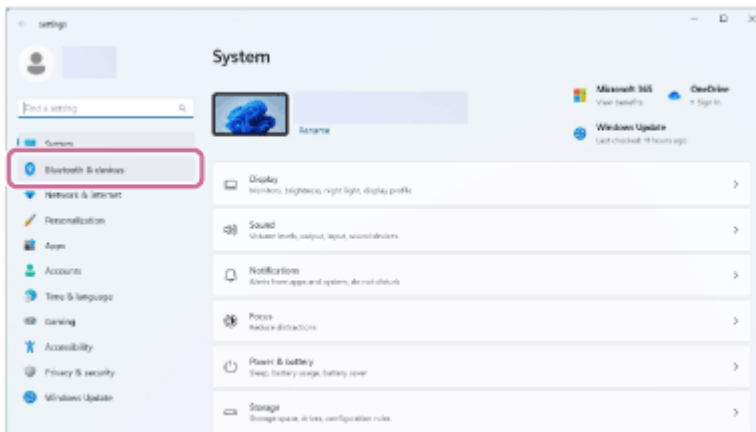 settings
System
Find a setting
Rename
Microsoft 365
View benefits
OneDrive
Sign in
Windows Update
Last checked: 11 hours ago
System
Bluetooth & devices
Network & internet
Personalization
Apps
Accounts
Time & language
Gaming
Accessibility
Privacy & security
Windows Update
Display
Monitors, brightness, night light, display profile
Sound
Volume levels, output, input, sound devices
Notifications
Alerts from apps and system, do not disturb
Focus
Reduce distractions
Power & battery
Sleep, battery usage, battery saver
Storage
Storage space, drives, configuration rules